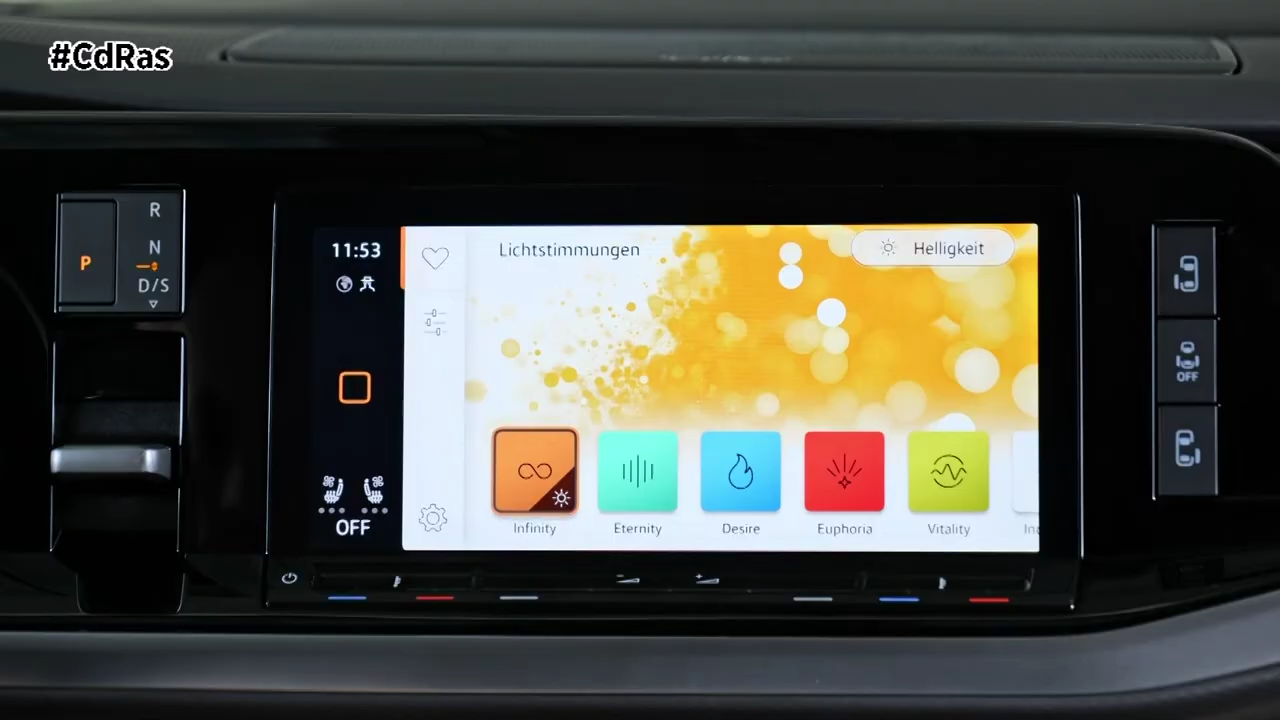 #CdRas
R
N
P
D/S
11:53
Lichtstimmungen
Helligkeit
Infinity
Eternity
Desire
Euphoria
Vitality
OFF
OFF